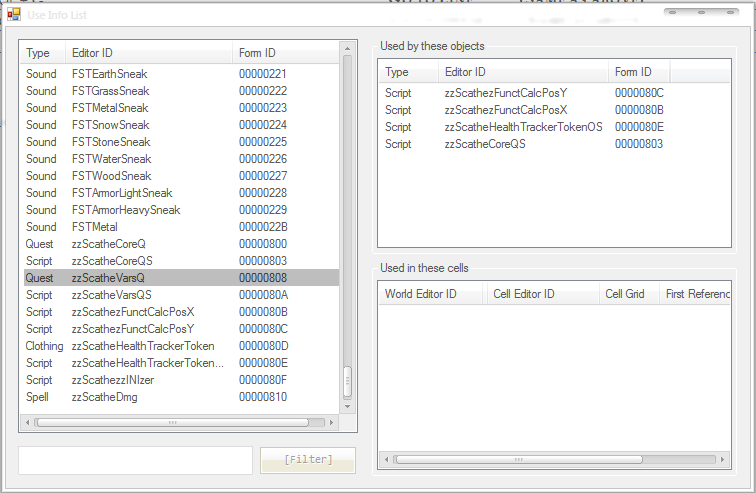 Use Info List
Type Editor ID Form ID
Sound FSTEarthSneak 00000221
Sound FSTGrassSneak 00000222
Sound FSTMetalSneak 00000223
Sound FSTSnowSneak 00000224
Sound FSTStoneSneak 00000225
Sound FSTWaterSneak 00000226
Sound FSTWoodSneak 00000227
Sound FSTArmorLightSneak 00000228
Sound FSTArmorHeavySneak 00000229
Sound FSTMetal 0000022B
Quest zzScatheCoreQ 00000800
Script zzScatheCoreQS 00000803
Quest zzScatheVarsQ 00000808
Script zzScatheVarsQS 0000080A
Script zzScathezFunctCalcPosX 0000080B
Script zzScathezFunctCalcPosY 0000080C
Clothing zzScatheHealthTrackerToken 0000080D
Script zzScatheHealthTrackerToken... 0000080E
Script zzScathezzINIzer 0000080F
Spell zzScatheDmg 00000810
[Filter]
Used by these objects
Type Editor ID Form ID
Script zzScathezFunctCalcPosY 0000080C
Script zzScathezFunctCalcPosX 0000080B
Script zzScatheHealthTrackerTokenOS 0000080E
Script zzScatheCoreQS 00000803
Used in these cells
World Editor ID Cell Editor ID Cell Grid First Referenc